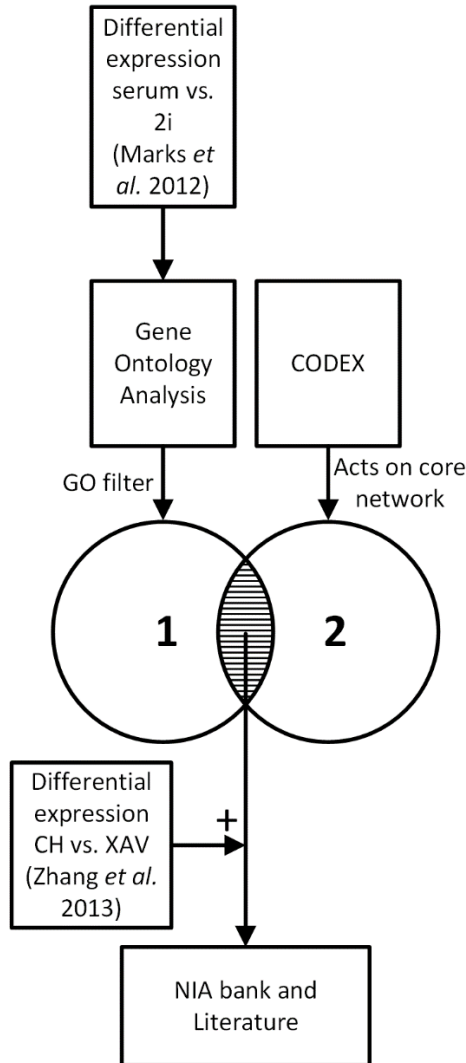 Differential
expression
serum vs.
2i
(Marks et
al. 2012)
Gene
Ontology
Analysis
CODEX
GO filter
Acts on core
network
1
2
Differential
expression
CH vs. XAV
(Zhang et al.
2013)
+
NIA bank and
Literature